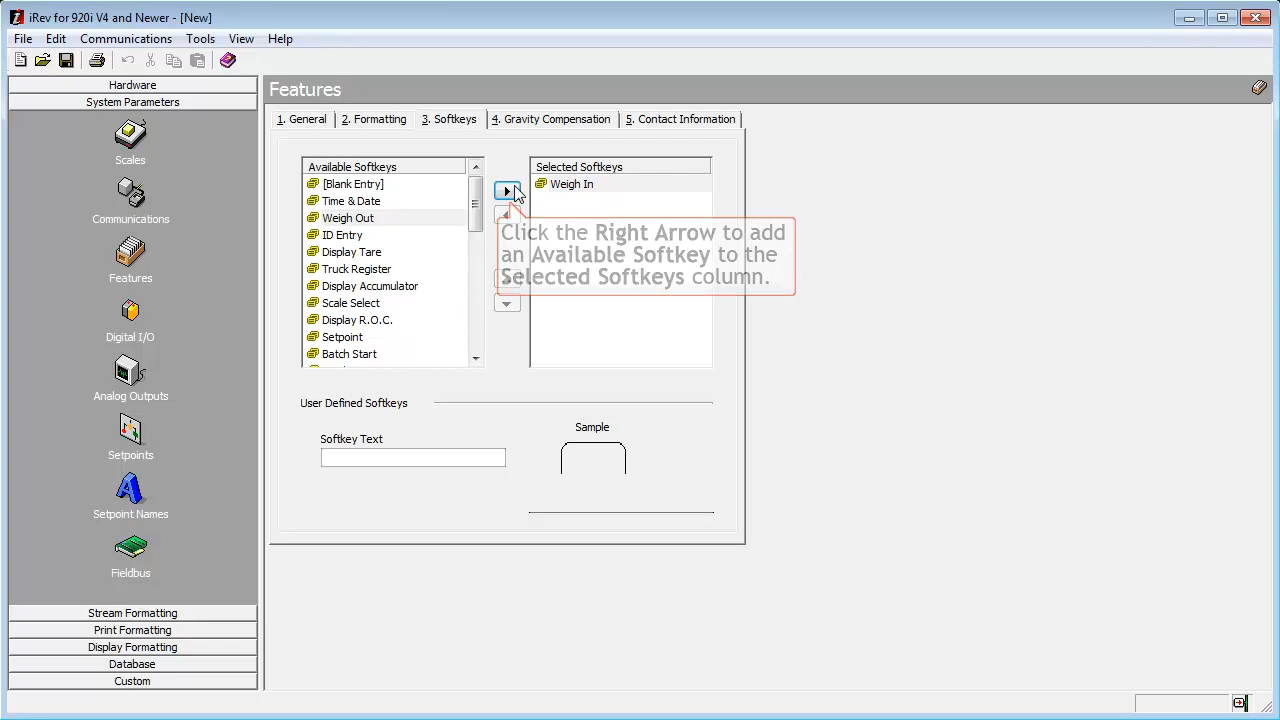 iRev for 920i V4 and Newer - [New]
File Edit Communications Tools View Help
Hardware
System Parameters
Scales
Communications
Features
Digital I/O
Analog Outputs
Setpoints
Setpoint Names
Fieldbus
Stream Formatting
Print Formatting
Display Formatting
Database
Custom
Features
1. General 2. Formatting 3. Softkeys 4. Gravity Compensation 5. Contact Information
Available Softkeys
[Blank Entry]
Time & Date
Weigh Out
ID Entry
Display Tare
Truck Register
Display Accumulator
Scale Select
Display R.O.C.
Setpoint
Batch Start
Selected Softkeys
Weigh In
Click the Right Arrow to add
an Available Softkey to the
Selected Softkeys column.
User Defined Softkeys
Softkey Text
Sample